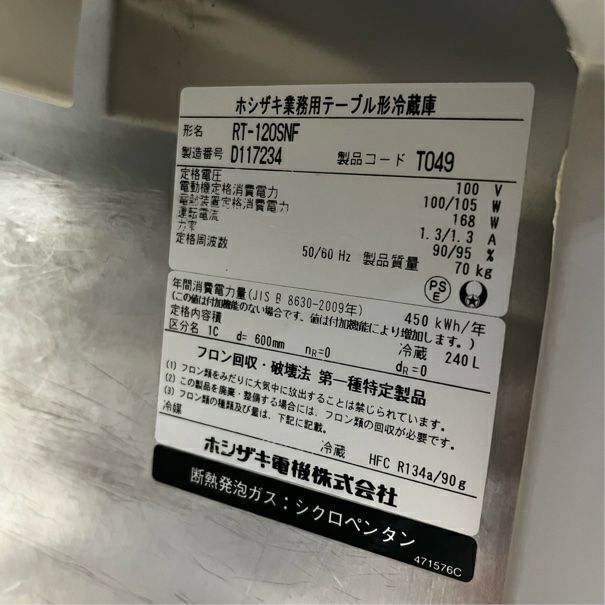 ホシザキ業務用テーブル形冷蔵庫
形名 RT-120SNF
製造番号 D117234 製品コード T049
定格電圧 100 V
電動機定格消費電力 100/105 W
電熱装置定格消費電力 168 W
運転電流 1.3/1.3 A
力率 90/95 %
定格周波数 50/60 Hz 製品質量 70 kg
PS E
年間消費電力量(JIS B 8630-2009年) 450 kWh/年
(この値は付加機能のない場合です、値は付加機能により増加します。)
定格内容積 冷蔵 240 L
区分名 1C d= 600mm nR=0 dR=0
フロン回収・破壊法 第一種特定製品
(1) フロン類をみだりに大気中に放出することは禁じられています。
(2) この製品を廃棄・整備する場合には、フロン類の回収が必要です。
(3) フロン類の種類及び量は、下記に記載。
冷媒 冷蔵 HFC R134a/90g
ホシザキ電機株式会社
断熱発泡ガス:シクロペンタン
471576C